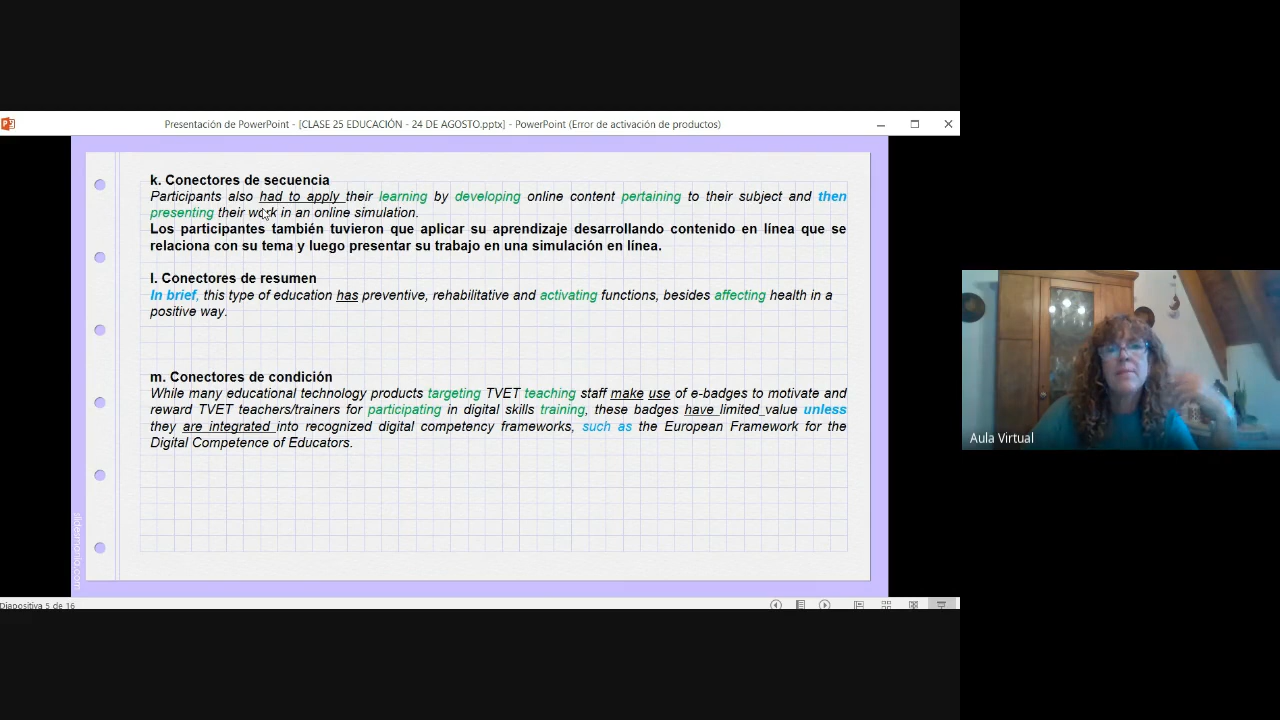 Presentación de PowerPoint - [CLASE 25 EDUCACIÓN - 24 DE AGOSTO.pptx] - PowerPoint (Error de activación de productos)
k. Conectores de secuencia
Participants also had to apply their learning by developing online content pertaining to their subject and then
presenting their work in an online simulation.
Los participantes también tuvieron que aplicar su aprendizaje desarrollando contenido en línea que se
relaciona con su tema y luego presentar su trabajo en una simulación en línea.
l. Conectores de resumen
In brief, this type of education has preventive, rehabilitative and activating functions, besides affecting health in a
positive way.
m. Conectores de condición
While many educational technology products targeting TVET teaching staff make use of e-badges to motivate and
reward TVET teachers/trainers for participating in digital skills training, these badges have limited value unless
they are integrated into recognized digital competency frameworks, such as the European Framework for the
Digital Competence of Educators.
slidesmania.com
Diapositiva 5 de 16
Aula Virtual